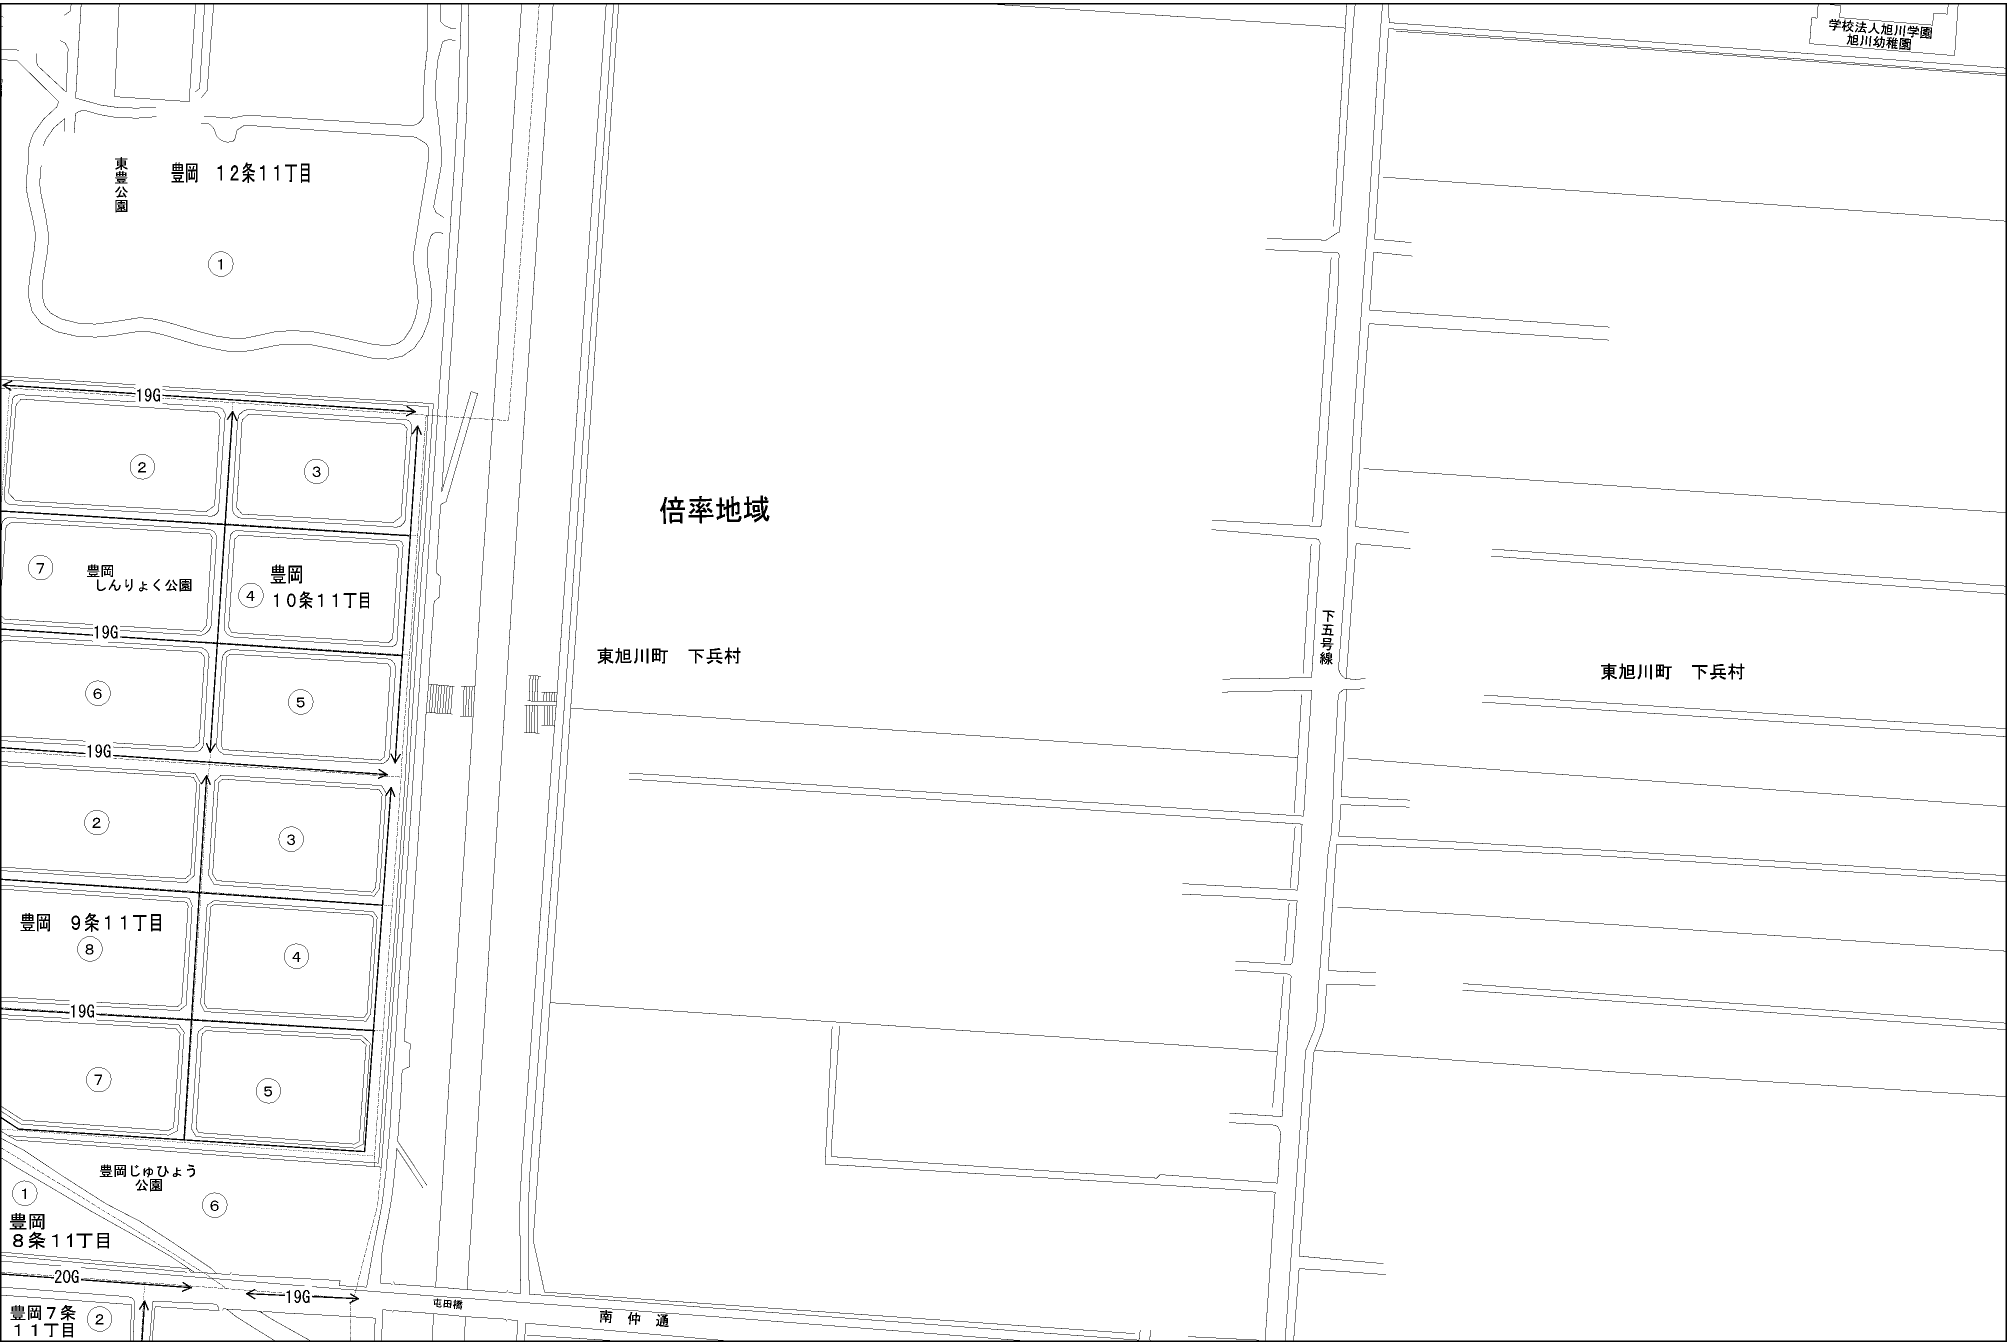 学校法人旭川学園
旭川幼稚園
東豊公園
豊岡　１２条１１丁目
①
19G
②
③
倍率地域
⑦
豊岡
しんりょく公園
豊岡
④
１０条１１丁目
19G
下五号線
東旭川町　下兵村
東旭川町　下兵村
⑥
⑤
19G
②
③
豊岡　９条１１丁目
⑧
④
19G
⑦
⑤
豊岡じゅひょう
公園
①
⑥
豊岡
８条１１丁目
20G
19G
屯田橋
豊岡７条
１１丁目
②
南仲通